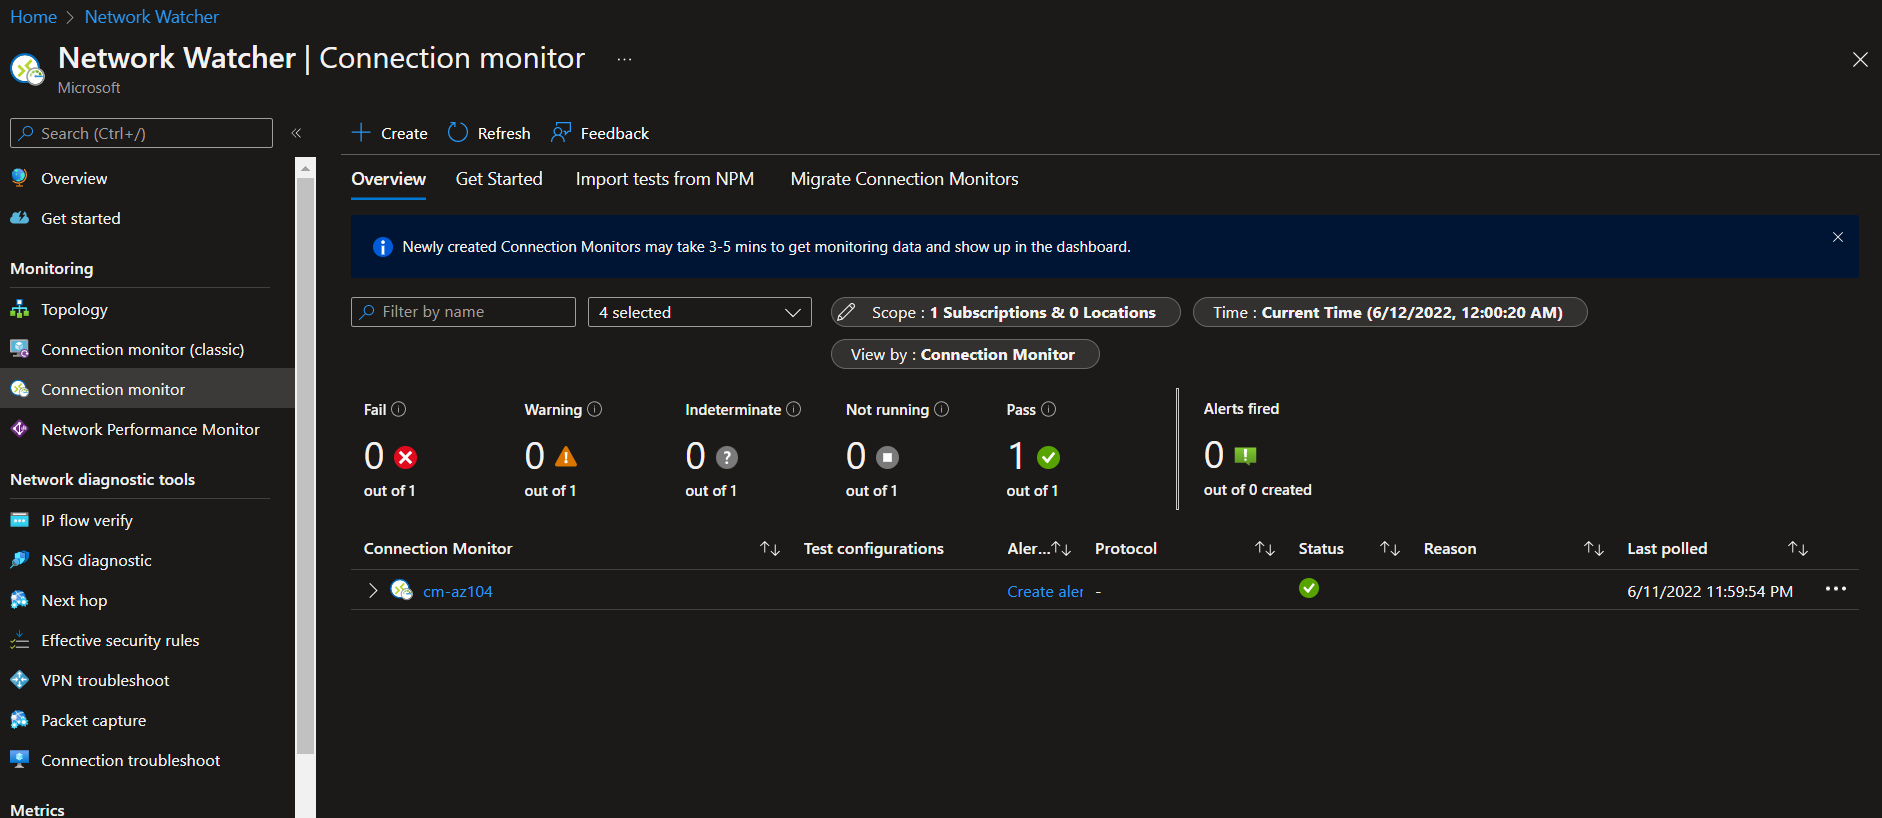 Home > Network Watcher
Network Watcher | Connection monitor ...
Microsoft
Search (Ctrl+/)
«
Overview
Get started
Monitoring
Topology
Connection monitor (classic)
Connection monitor
Network Performance Monitor
Network diagnostic tools
IP flow verify
NSG diagnostic
Next hop
Effective security rules
VPN troubleshoot
Packet capture
Connection troubleshoot
Metrics
Create Refresh Feedback
Overview Get Started Import tests from NPM Migrate Connection Monitors
Newly created Connection Monitors may take 3-5 mins to get monitoring data and show up in the dashboard.
Filter by name 4 selected Scope : 1 Subscriptions & 0 Locations Time : Current Time (6/12/2022, 12:00:20 AM)
View by : Connection Monitor
Fail Warning Indeterminate Not running Pass Alerts fired
0 0 0 0 1 0
out of 1 out of 1 out of 1 out of 1 out of 1 out of 0 created
Connection Monitor Test configurations Aler... Protocol Status Reason Last polled
cm-az104 Create aler - 6/11/2022 11:59:54 PM ...